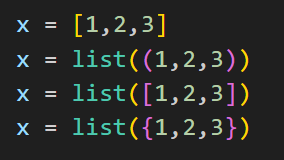 x = [1,2,3]
x = list((1,2,3))
x = list([1,2,3])
x = list({1,2,3})